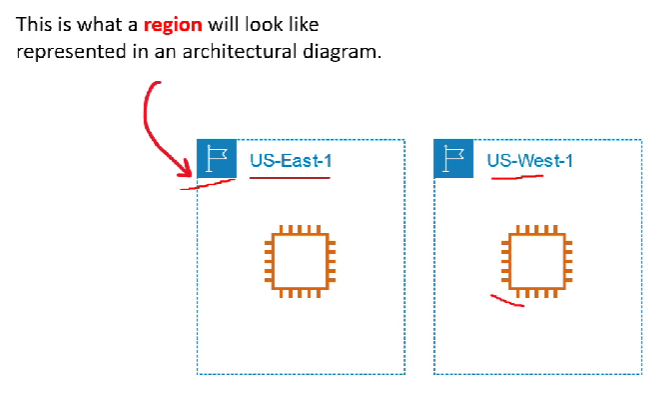 This is what a region will look like
represented in an architectural diagram.
US-East-1
US-West-1